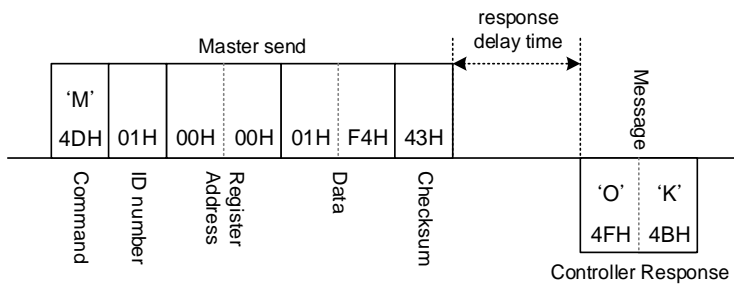 response
delay time
Master send
‘M’
4DH 01H 00H 00H 01H F4H 43H
Command
ID number
Register
Address
Data
Checksum
Message
‘O’ ‘K’
4FH 4BH
Controller Response